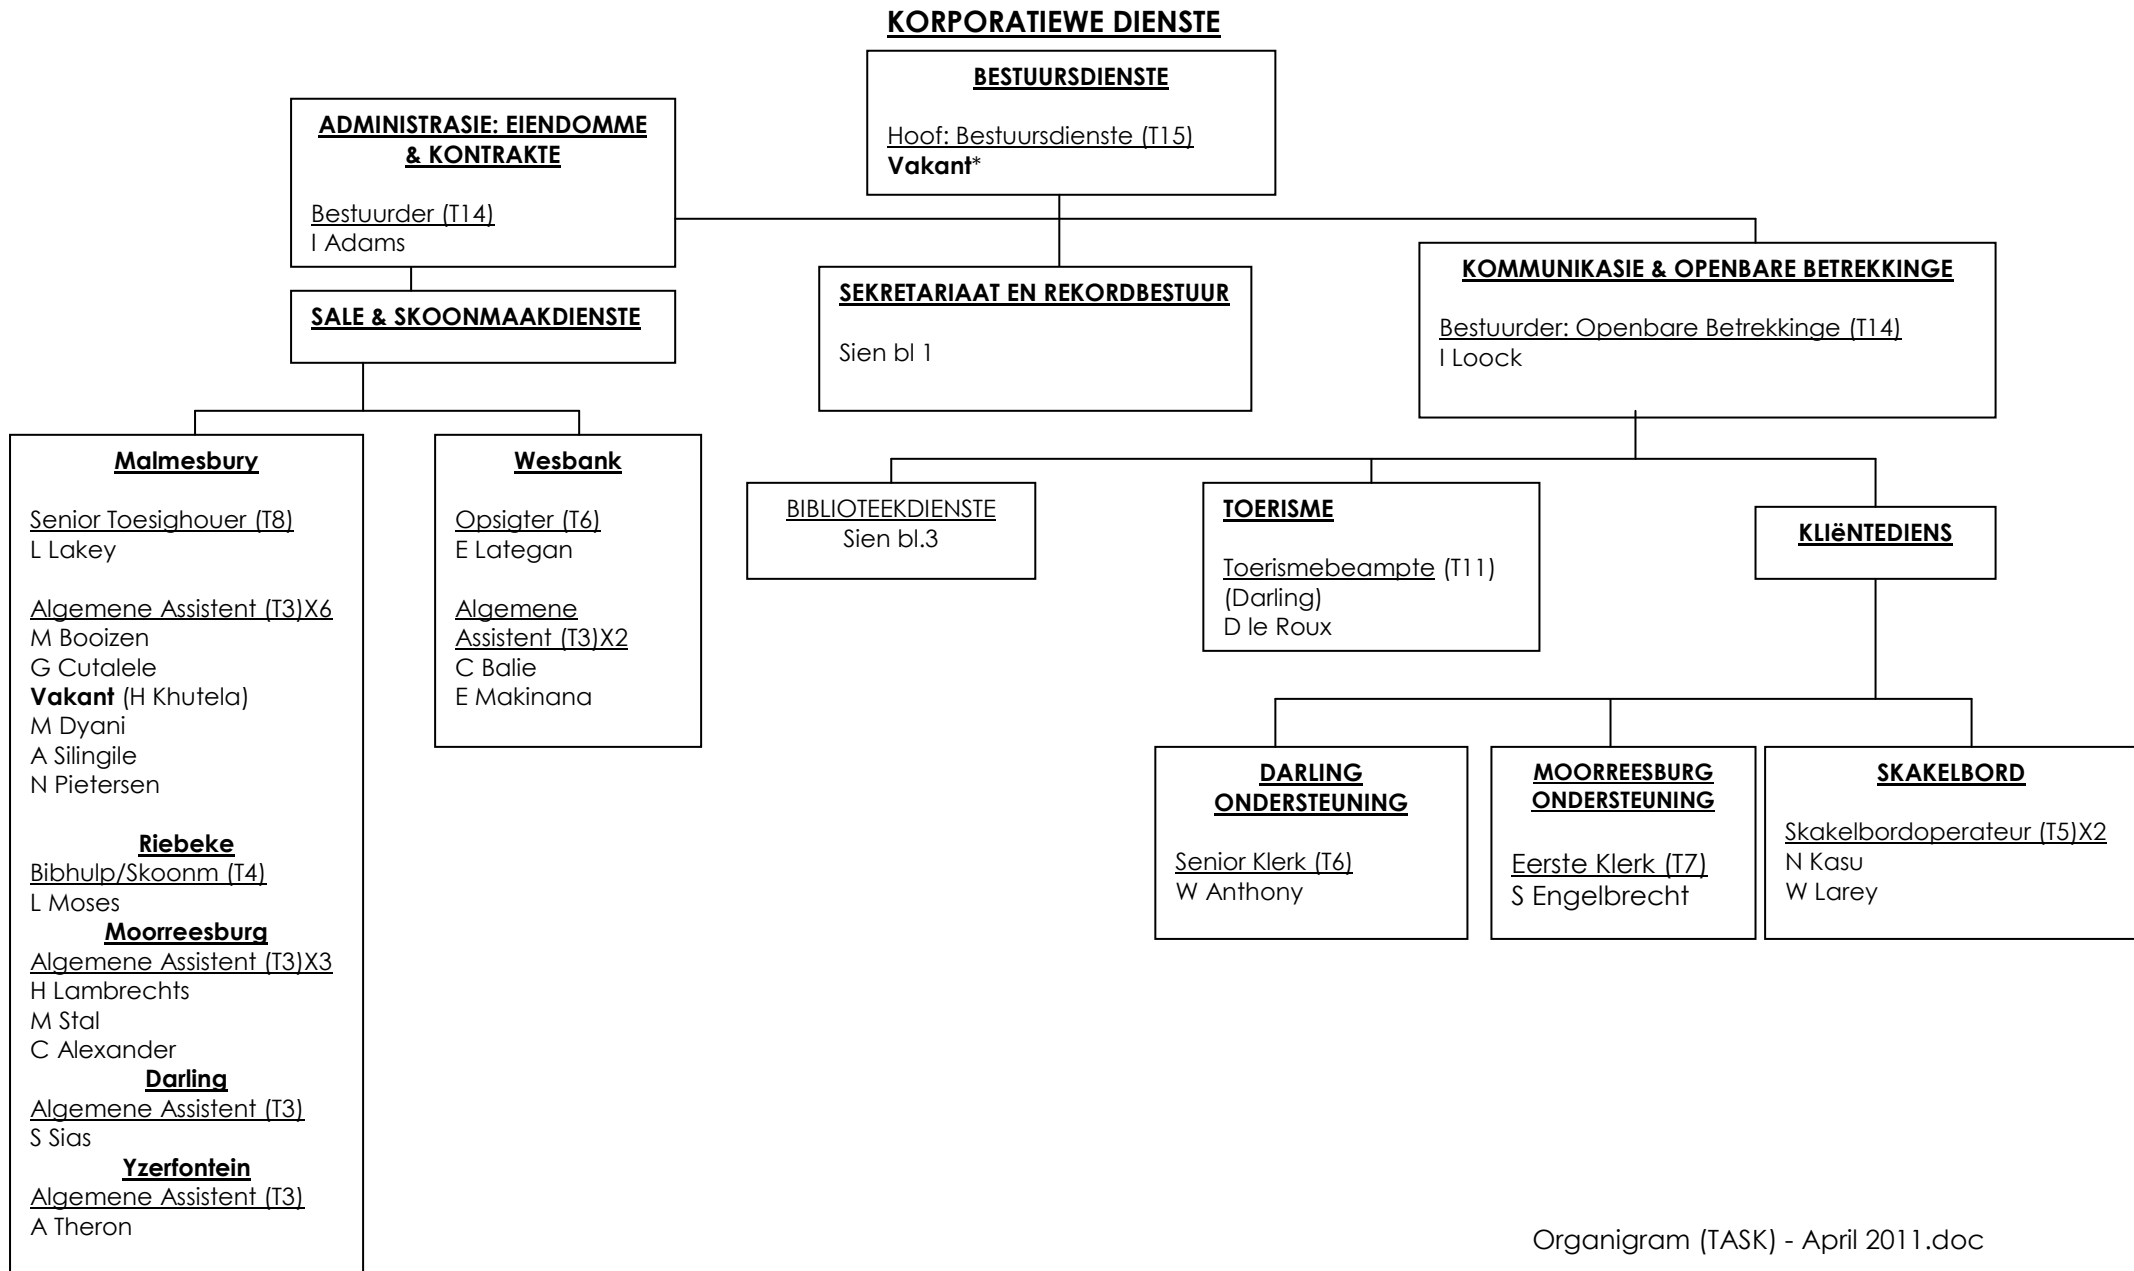 KORPORATIEWE DIENSTE
BESTUURSDIENSTE
Hoof: Bestuursdienste (T15)
Vakant*
ADMINISTRASIE: EIENDOMME
& KONTRAKTE
Bestuurder (T14)
I Adams
SALE & SKOONMAAKDIENSTE
SEKRETARIAAT EN REKORDBESTUUR
Sien bl 1
KOMMUNIKASIE & OPENBARE BETREKKINGE
Bestuurder: Openbare Betrekkinge (T14)
I Loock
Malmesbury
Senior Toesighouer (T8)
L Lakey
Algemene Assistent (T3)X6
M Booizen
G Cutalele
Vakant (H Khutela)
M Dyani
A Silingile
N Pietersen
Riebeke
Bibhulp/Skoonm (T4)
L Moses
Moorreesburg
Algemene Assistent (T3)X3
H Lambrechts
M Stal
C Alexander
Darling
Algemene Assistent (T3)
S Sias
Yzerfontein
Algemene Assistent (T3)
A Theron
Wesbank
Opsigter (T6)
E Lategan
Algemene
Assistent (T3)X2
C Balie
E Makinana
BIBLIOTEEKDIENSTE
Sien bl.3
TOERISME
Toerismebeampte (T11)
(Darling)
D le Roux
KLIëNTEDIENS
DARLING
ONDERSTEUNING
Senior Klerk (T6)
W Anthony
MOORREESBURG
ONDERSTEUNING
Eerste Klerk (T7)
S Engelbrecht
SKAKELBORD
Skakelbordoperateur (T5)X2
N Kasu
W Larey
Organigram (TASK) - April 2011.doc